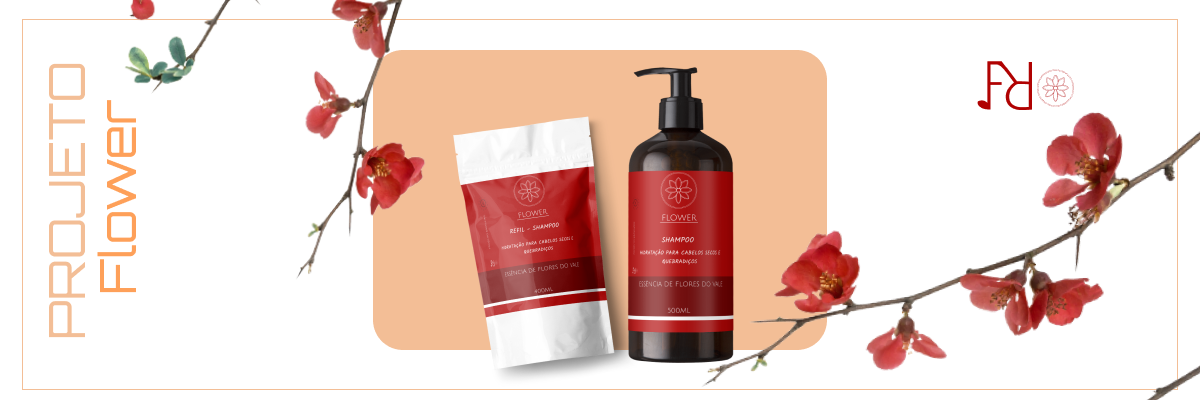 PROJETO
Flower
FLOWER
REFIL - SHAMPOO
HIDRATAÇÃO PARA CABELOS SECOS E
QUEBRADIÇOS
ESSÊNCIA DE FLORES DO VALE
400ML
FLOWER
SHAMPOO
HIDRATAÇÃO PARA CABELOS SECOS E
QUEBRADIÇOS
ESSÊNCIA DE FLORES DO VALE
500ML